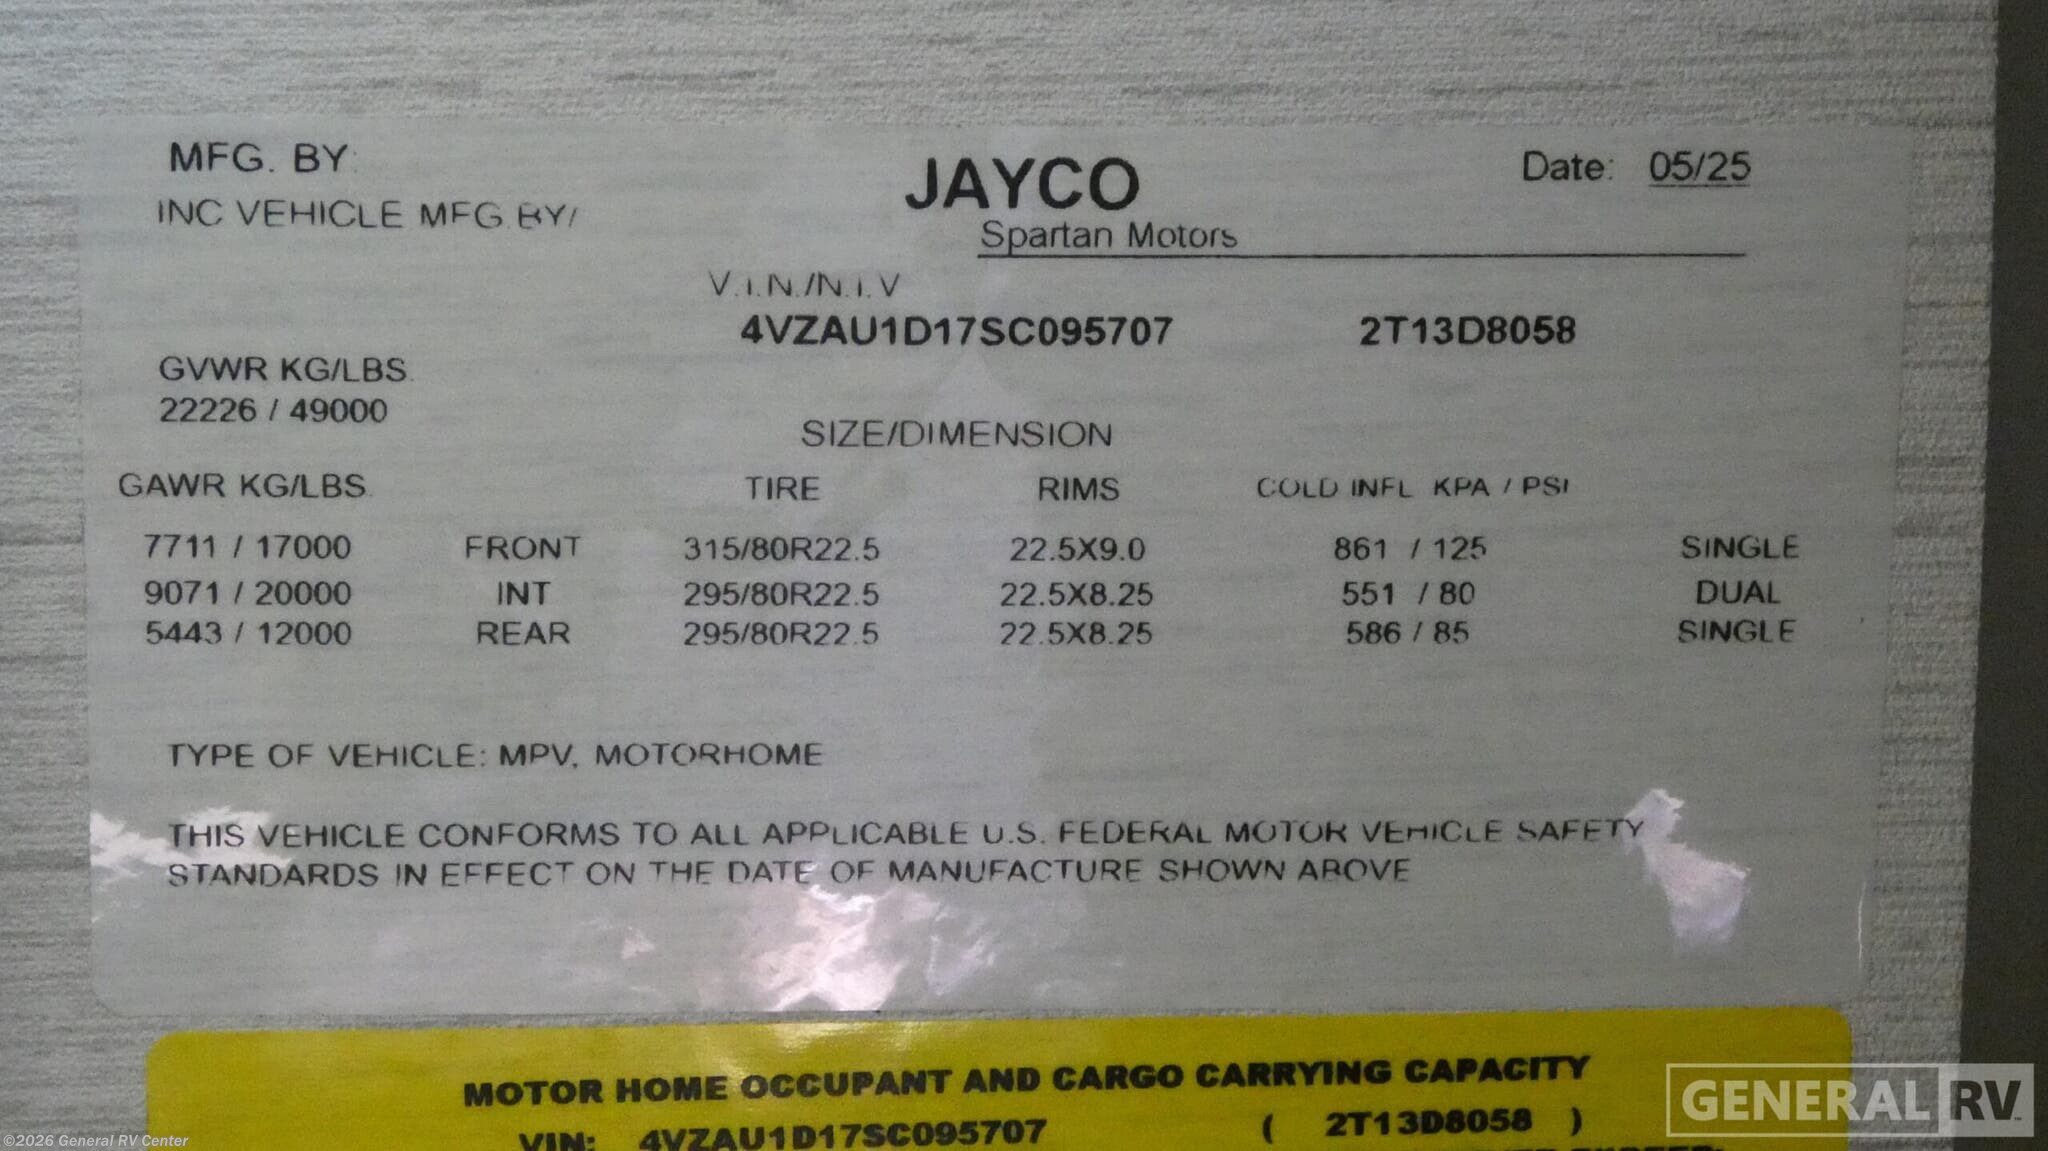 MFG. BY: JAYCO Date: 05/25
INC VEHICLE MFG.BY/ Spartan Motors
V.I.N./N.I.V
4VZAU1D17SC095707 2T13D8058
GVWR KG/LBS.
22226 / 49000
SIZE/DIMENSION
GAWR KG/LBS. TIRE RIMS COLD INFL KPA / PSI
7711 / 17000 FRONT 315/80R22.5 22.5X9.0 861 / 125 SINGLE
9071 / 20000 INT 295/80R22.5 22.5X8.25 551 / 80 DUAL
5443 / 12000 REAR 295/80R22.5 22.5X8.25 586 / 85 SINGLE
TYPE OF VEHICLE: MPV, MOTORHOME
THIS VEHICLE CONFORMS TO ALL APPLICABLE U.S. FEDERAL MOTOR VEHICLE SAFETY
STANDARDS IN EFFECT ON THE DATE OF MANUFACTURE SHOWN ABOVE
MOTOR HOME OCCUPANT AND CARGO CARRYING CAPACITY
VIN: 4VZAU1D17SC095707 ( 2T13D8058 )
GENERAL RV
©2026 General RV Center